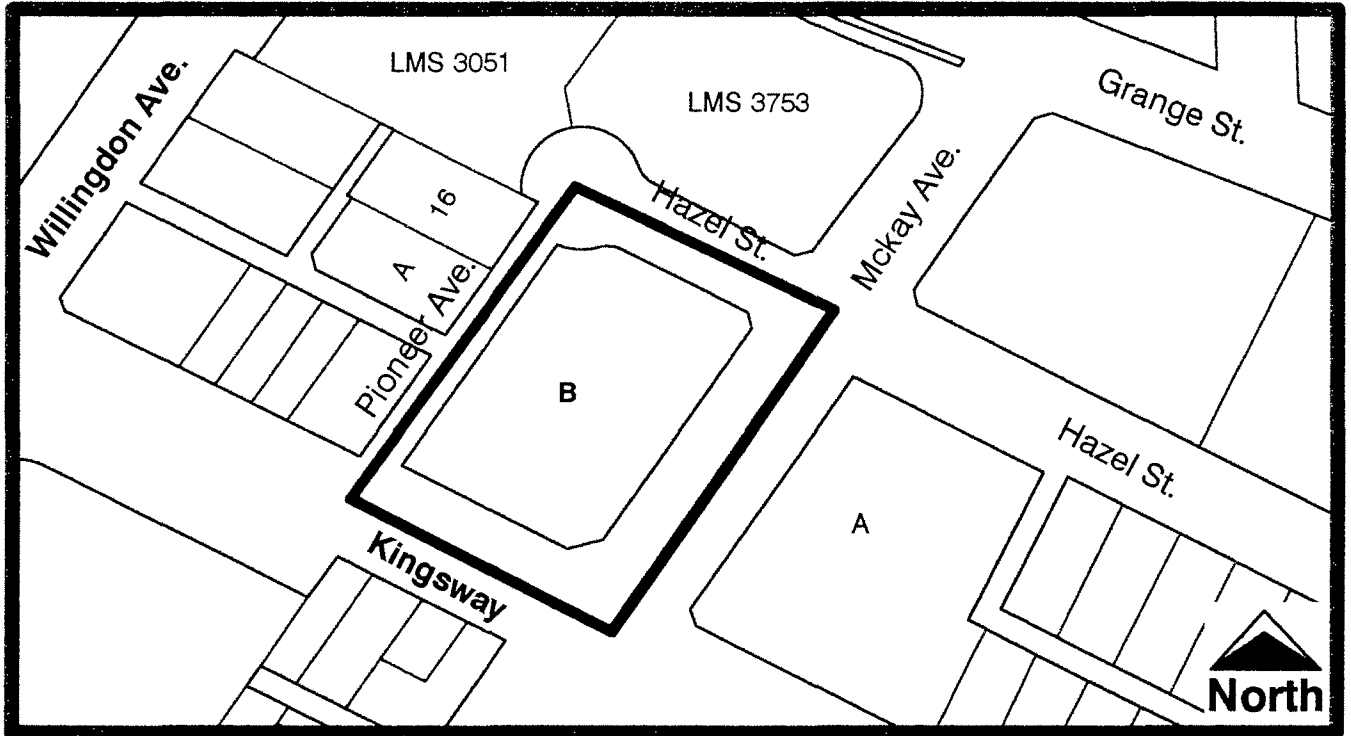 LMS 3051
LMS 3753
Grange St.
Willingdon Ave.
16
Hazel St.
Mckay Ave.
A
Pioneer Ave.
B
Hazel St.
A
Kingsway
North